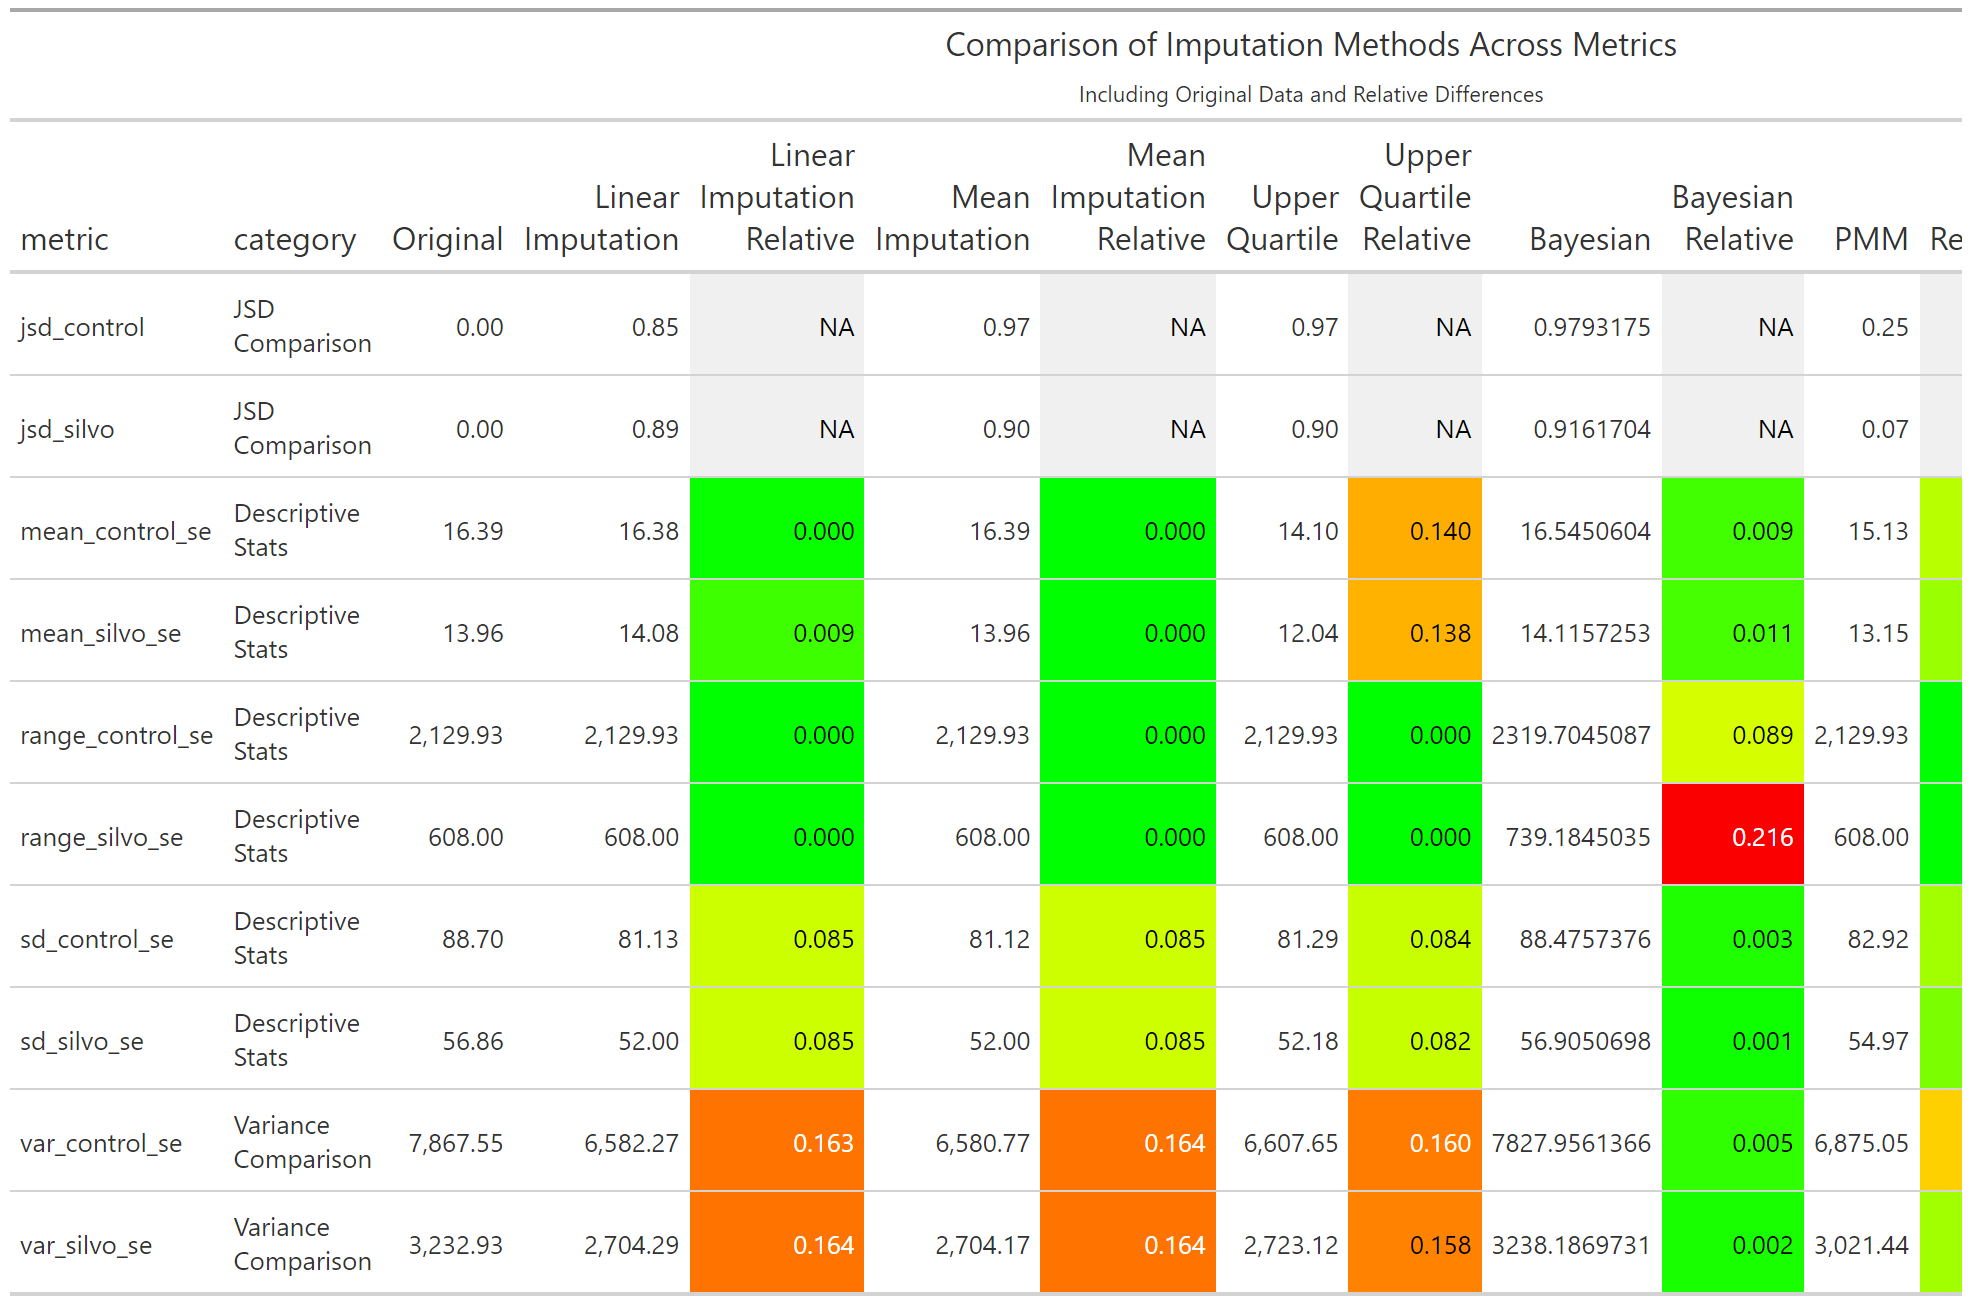 Comparison of Imputation Methods Across Metrics
Including Original Data and Relative Differences
metric category Original Linear Imputation Linear Imputation Relative Mean Imputation Mean Imputation Relative Upper Quartile Upper Quartile Relative Bayesian Bayesian Relative PMM Re
jsd_control JSD Comparison 0.00 0.85 NA 0.97 NA 0.97 NA 0.9793175 NA 0.25
jsd_silvo JSD Comparison 0.00 0.89 NA 0.90 NA 0.90 NA 0.9161704 NA 0.07
mean_control_se Descriptive Stats 16.39 16.38 0.000 16.39 0.000 14.10 0.140 16.5450604 0.009 15.13
mean_silvo_se Descriptive Stats 13.96 14.08 0.009 13.96 0.000 12.04 0.138 14.1157253 0.011 13.15
range_control_se Descriptive Stats 2,129.93 2,129.93 0.000 2,129.93 0.000 2,129.93 0.000 2319.7045087 0.089 2,129.93
range_silvo_se Descriptive Stats 608.00 608.00 0.000 608.00 0.000 608.00 0.000 739.1845035 0.216 608.00
sd_control_se Descriptive Stats 88.70 81.13 0.085 81.12 0.085 81.29 0.084 88.4757376 0.003 82.92
sd_silvo_se Descriptive Stats 56.86 52.00 0.085 52.00 0.085 52.18 0.082 56.9050698 0.001 54.97
var_control_se Variance Comparison 7,867.55 6,582.27 0.163 6,580.77 0.164 6,607.65 0.160 7827.9561366 0.005 6,875.05
var_silvo_se Variance Comparison 3,232.93 2,704.29 0.164 2,704.17 0.164 2,723.12 0.158 3238.1869731 0.002 3,021.44